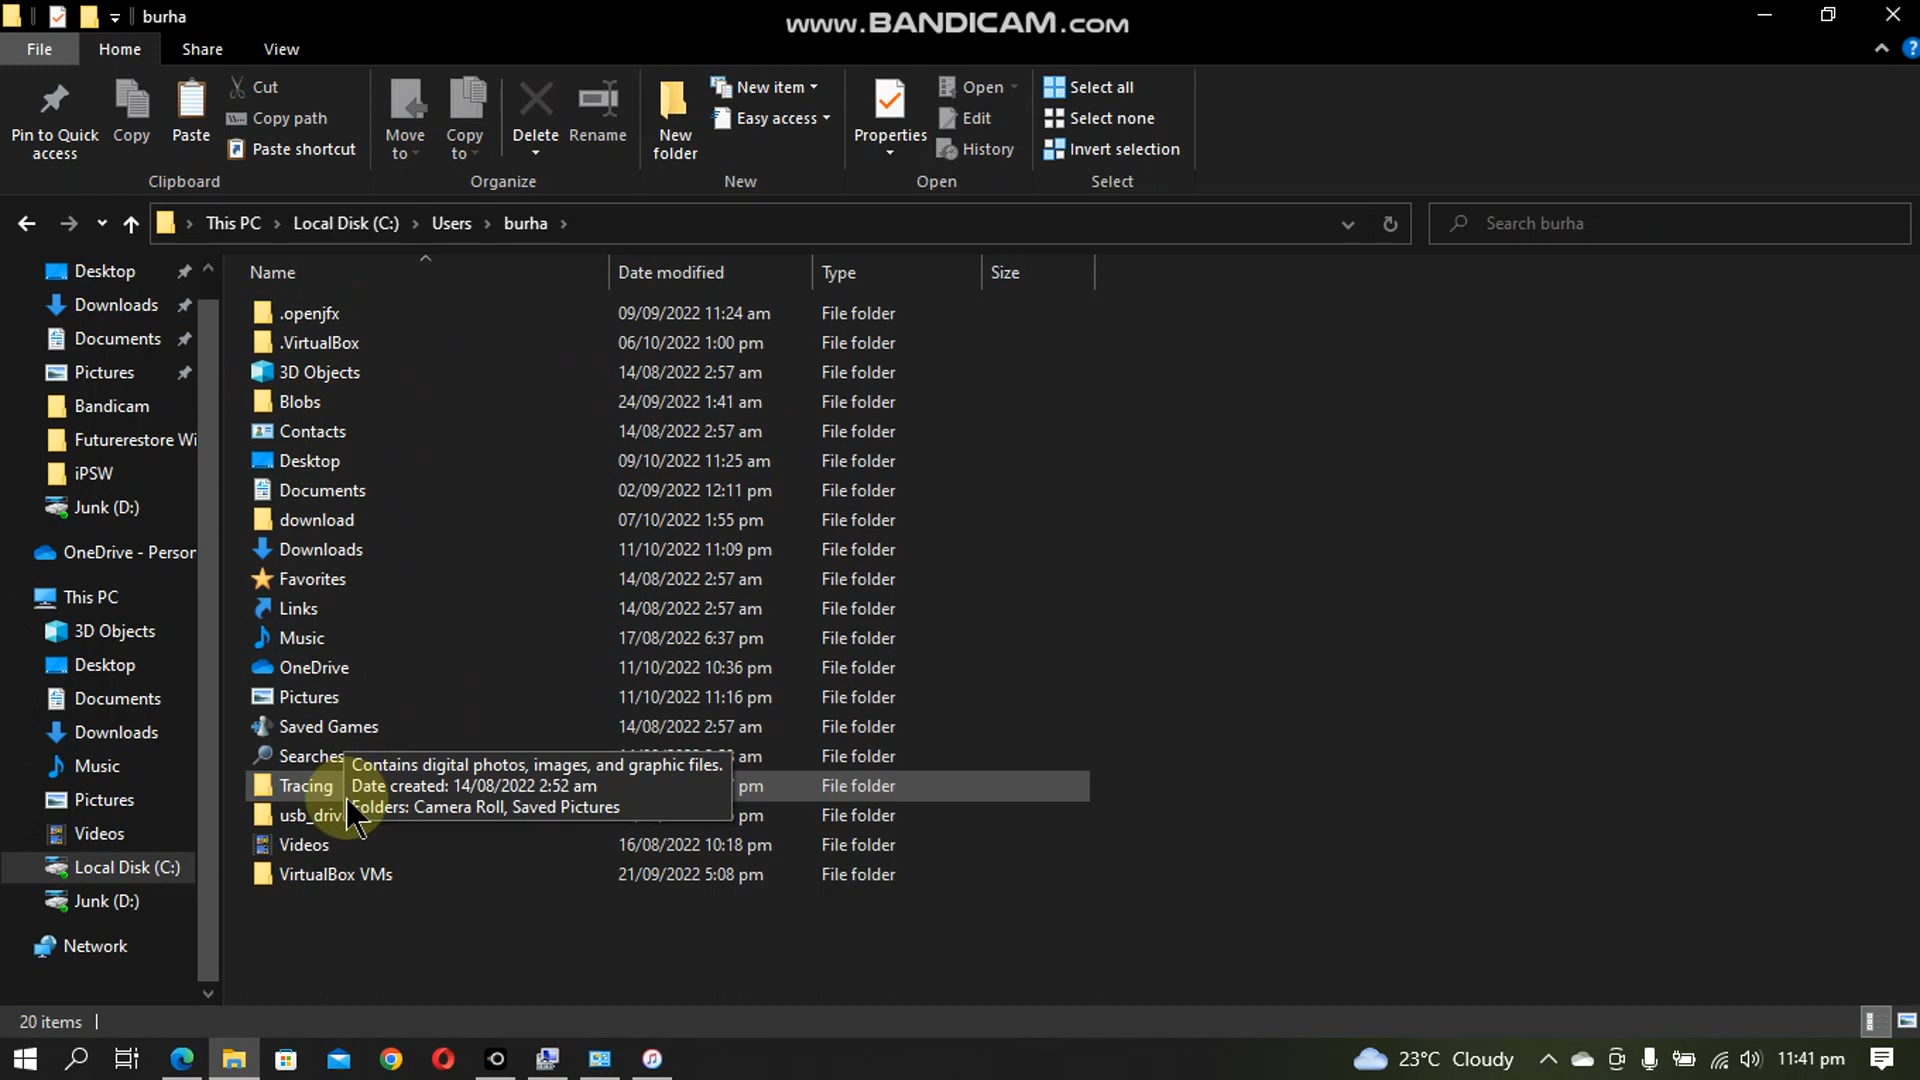 burha
www.BANDICAM.com
File Home Share View
Pin to Quick access
Copy
Paste
Cut
Copy path
Paste shortcut
Clipboard
Move to
Copy to
Delete
Rename
Organize
New folder
New item
Easy access
New
Properties
Open
Edit
History
Open
Select all
Select none
Invert selection
Select
This PC › Local Disk (C:) › Users › burha ›
Search burha
Desktop
Downloads
Documents
Pictures
Bandicam
Futurerestore Wi
iPSW
Junk (D:)
OneDrive - Person
This PC
3D Objects
Desktop
Documents
Downloads
Music
Pictures
Videos
Local Disk (C:)
Junk (D:)
Network
Name Date modified Type Size
.openjfx 09/09/2022 11:24 am File folder
.VirtualBox 06/10/2022 1:00 pm File folder
3D Objects 14/08/2022 2:57 am File folder
Blobs 24/09/2022 1:41 am File folder
Contacts 14/08/2022 2:57 am File folder
Desktop 09/10/2022 11:25 am File folder
Documents 02/09/2022 12:11 pm File folder
download 07/10/2022 1:55 pm File folder
Downloads 11/10/2022 11:09 pm File folder
Favorites 14/08/2022 2:57 am File folder
Links 14/08/2022 2:57 am File folder
Music 17/08/2022 6:37 pm File folder
OneDrive 11/10/2022 10:36 pm File folder
Pictures 11/10/2022 11:16 pm File folder
Saved Games 14/08/2022 2:57 am File folder
Searches am File folder
Tracing pm File folder
usb_driv File folder
Videos 16/08/2022 10:18 pm File folder
VirtualBox VMs 21/09/2022 5:08 pm File folder
Contains digital photos, images, and graphic files.
Date created: 14/08/2022 2:52 am
Folders: Camera Roll, Saved Pictures
20 items
23°C Cloudy
11:41 pm